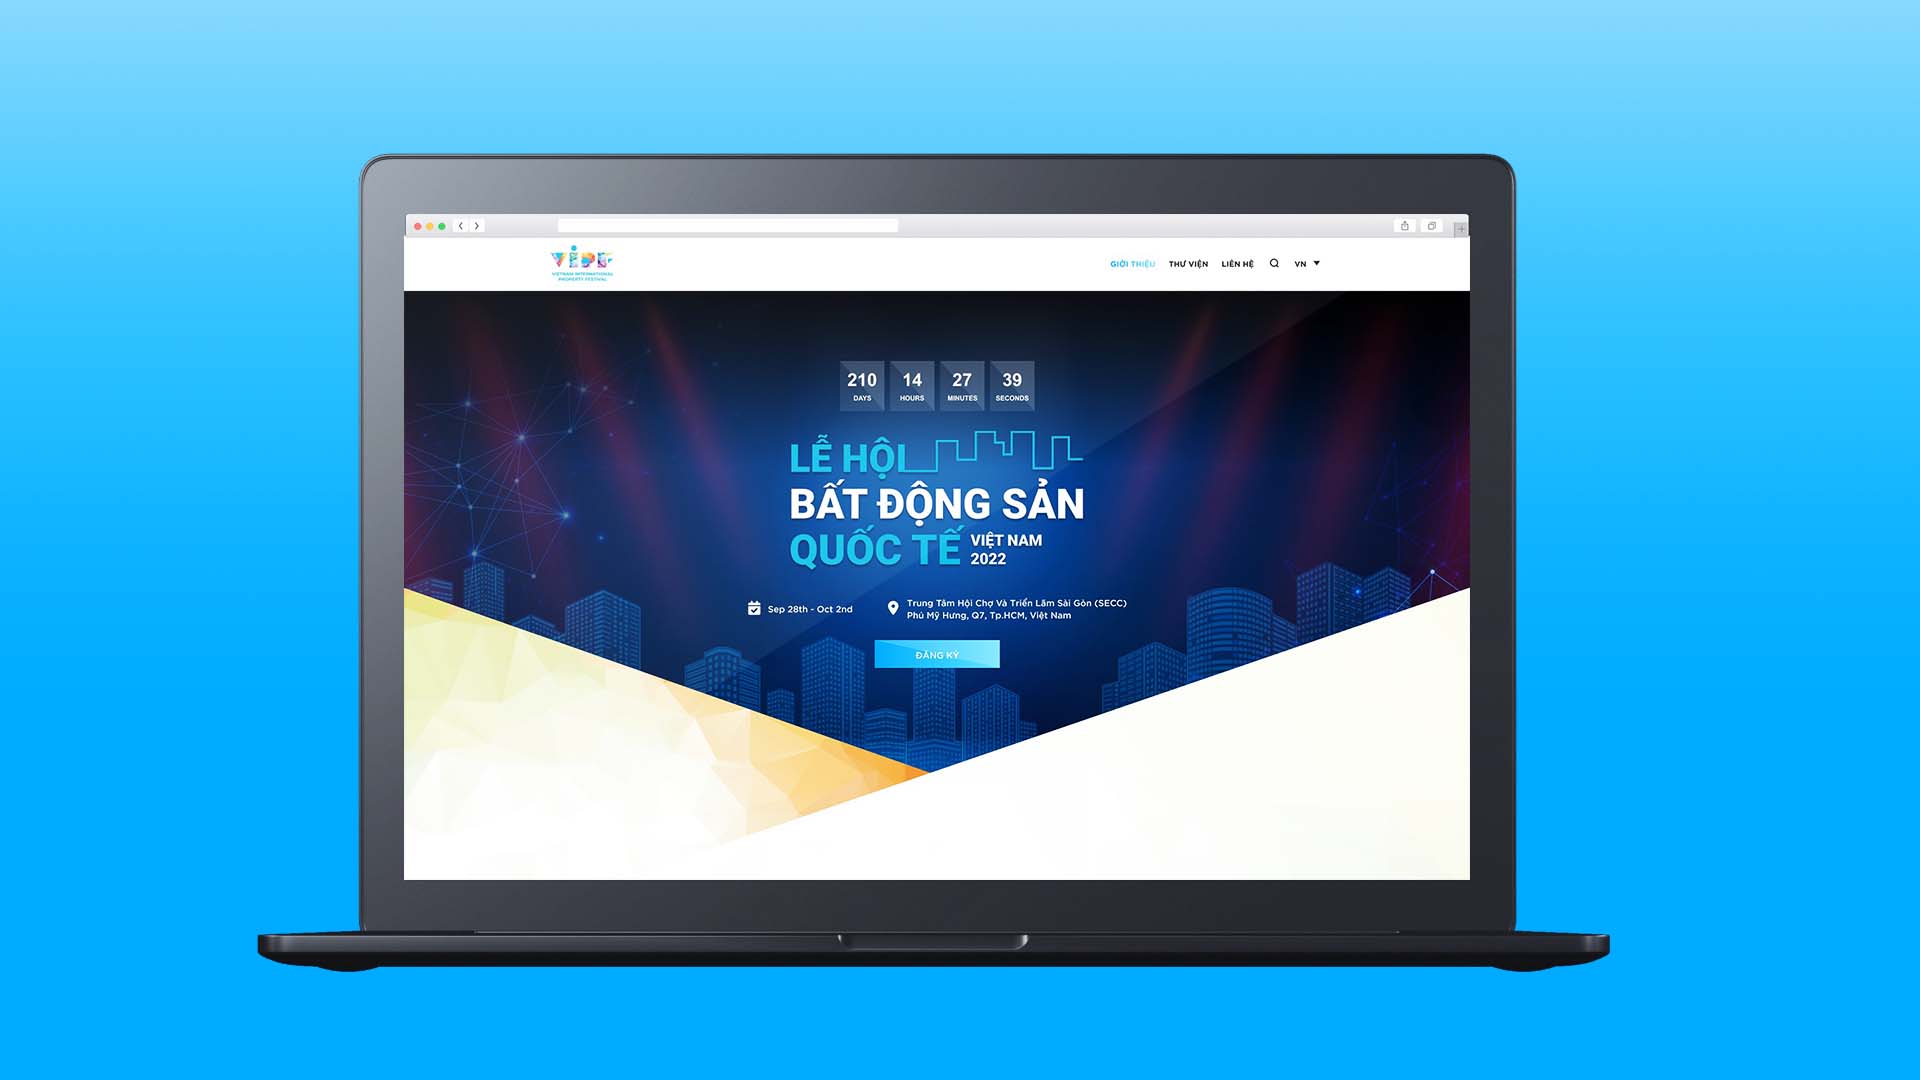 VIPF
VIETNAM INTERNATIONAL
PROPERTY FESTIVAL
GIỚI THIỆU THƯ VIỆN LIÊN HỆ VN
210 14 27 39
DAYS HOURS MINUTES SECONDS
LỄ HỘI
BẤT ĐỘNG SẢN
QUỐC TẾ VIỆT NAM
2022
Sep 28th - Oct 2nd
Trung Tâm Hội Chợ Và Triển Lãm Sài Gòn (SECC)
Phú Mỹ Hưng, Q7, Tp.HCM, Việt Nam
ĐĂNG KÝ